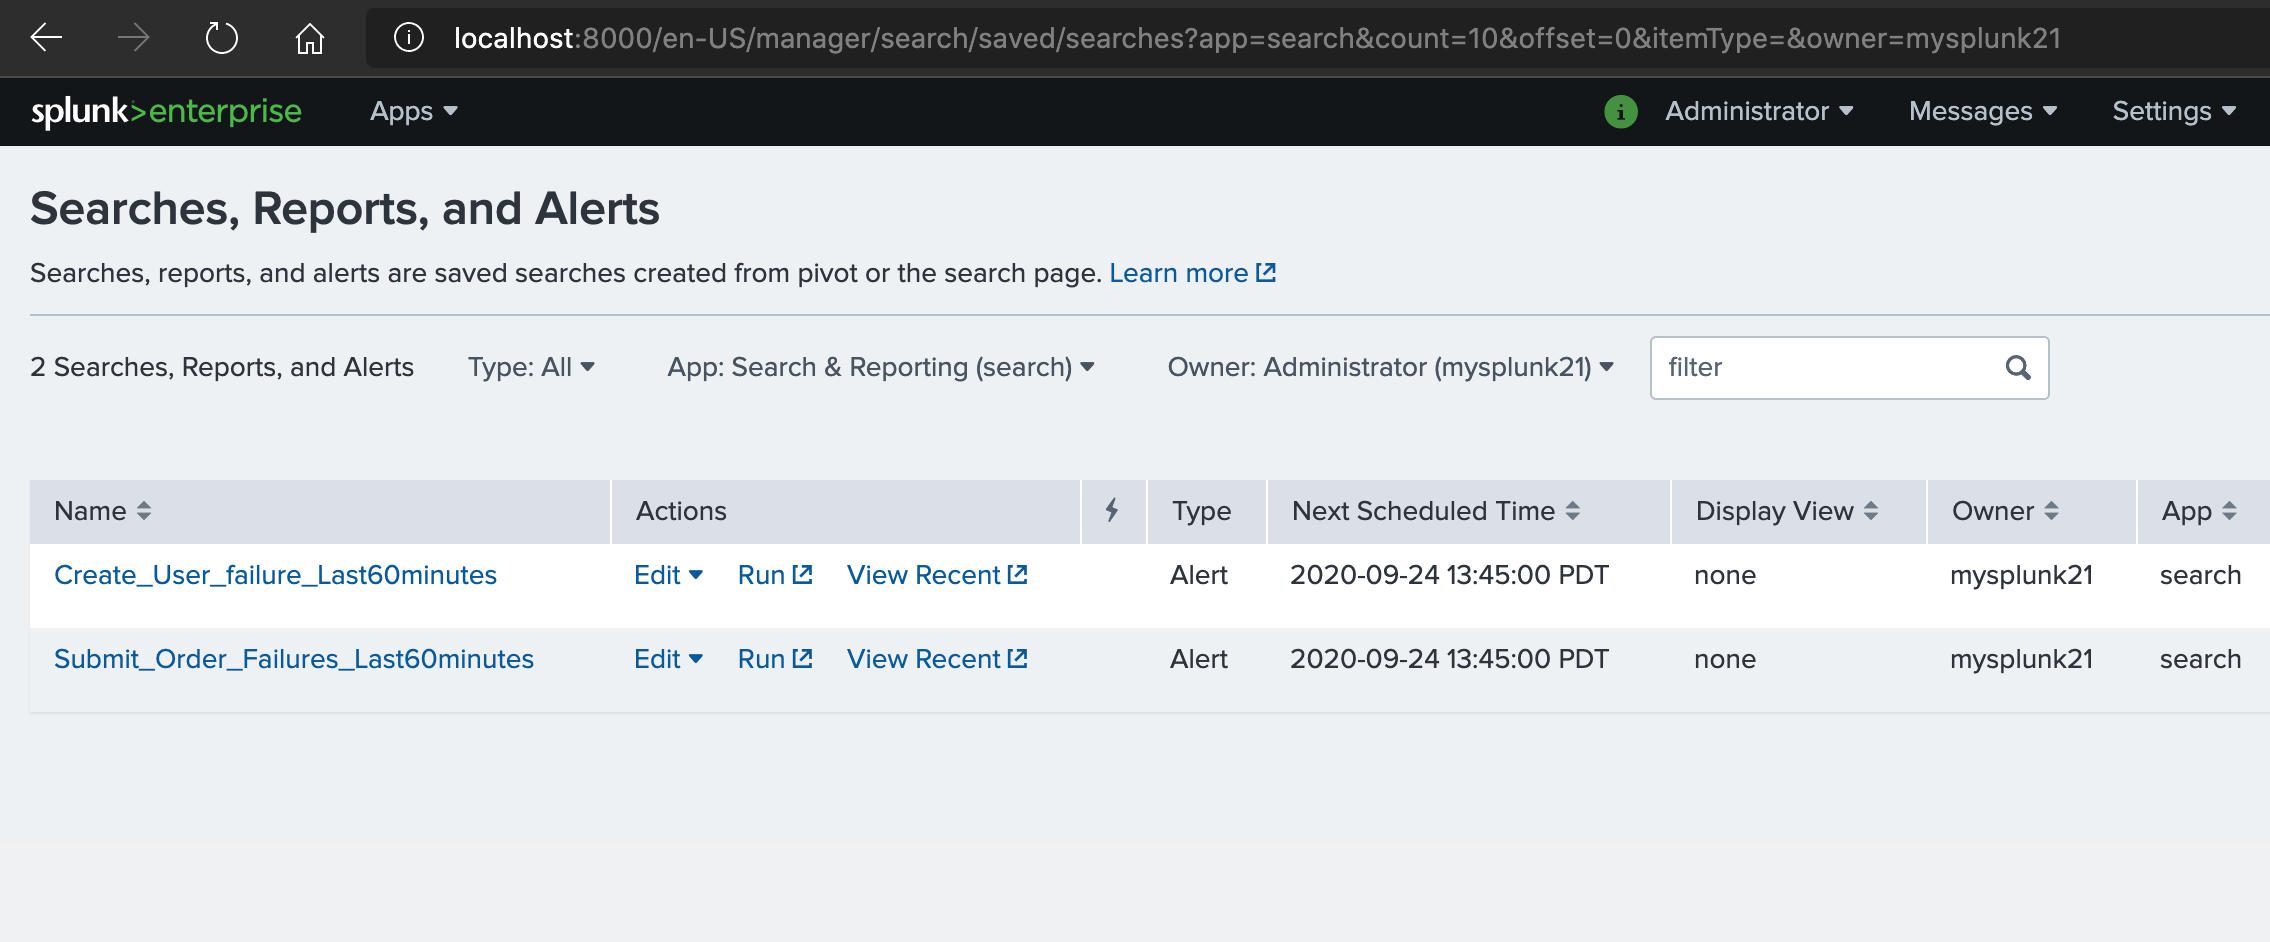 localhost:8000/en-US/manager/search/saved/searches?app=search&count=10&offset=0&itemType=&owner=mysplunk21
splunk>enterprise Apps i Administrator Messages Settings
Searches, Reports, and Alerts
Searches, reports, and alerts are saved searches created from pivot or the search page. Learn more
2 Searches, Reports, and Alerts Type: All App: Search & Reporting (search) Owner: Administrator (mysplunk21) filter
Name Actions Type Next Scheduled Time Display View Owner App
Create_User_failure_Last60minutes Edit Run View Recent Alert 2020-09-24 13:45:00 PDT none mysplunk21 search
Submit_Order_Failures_Last60minutes Edit Run View Recent Alert 2020-09-24 13:45:00 PDT none mysplunk21 search